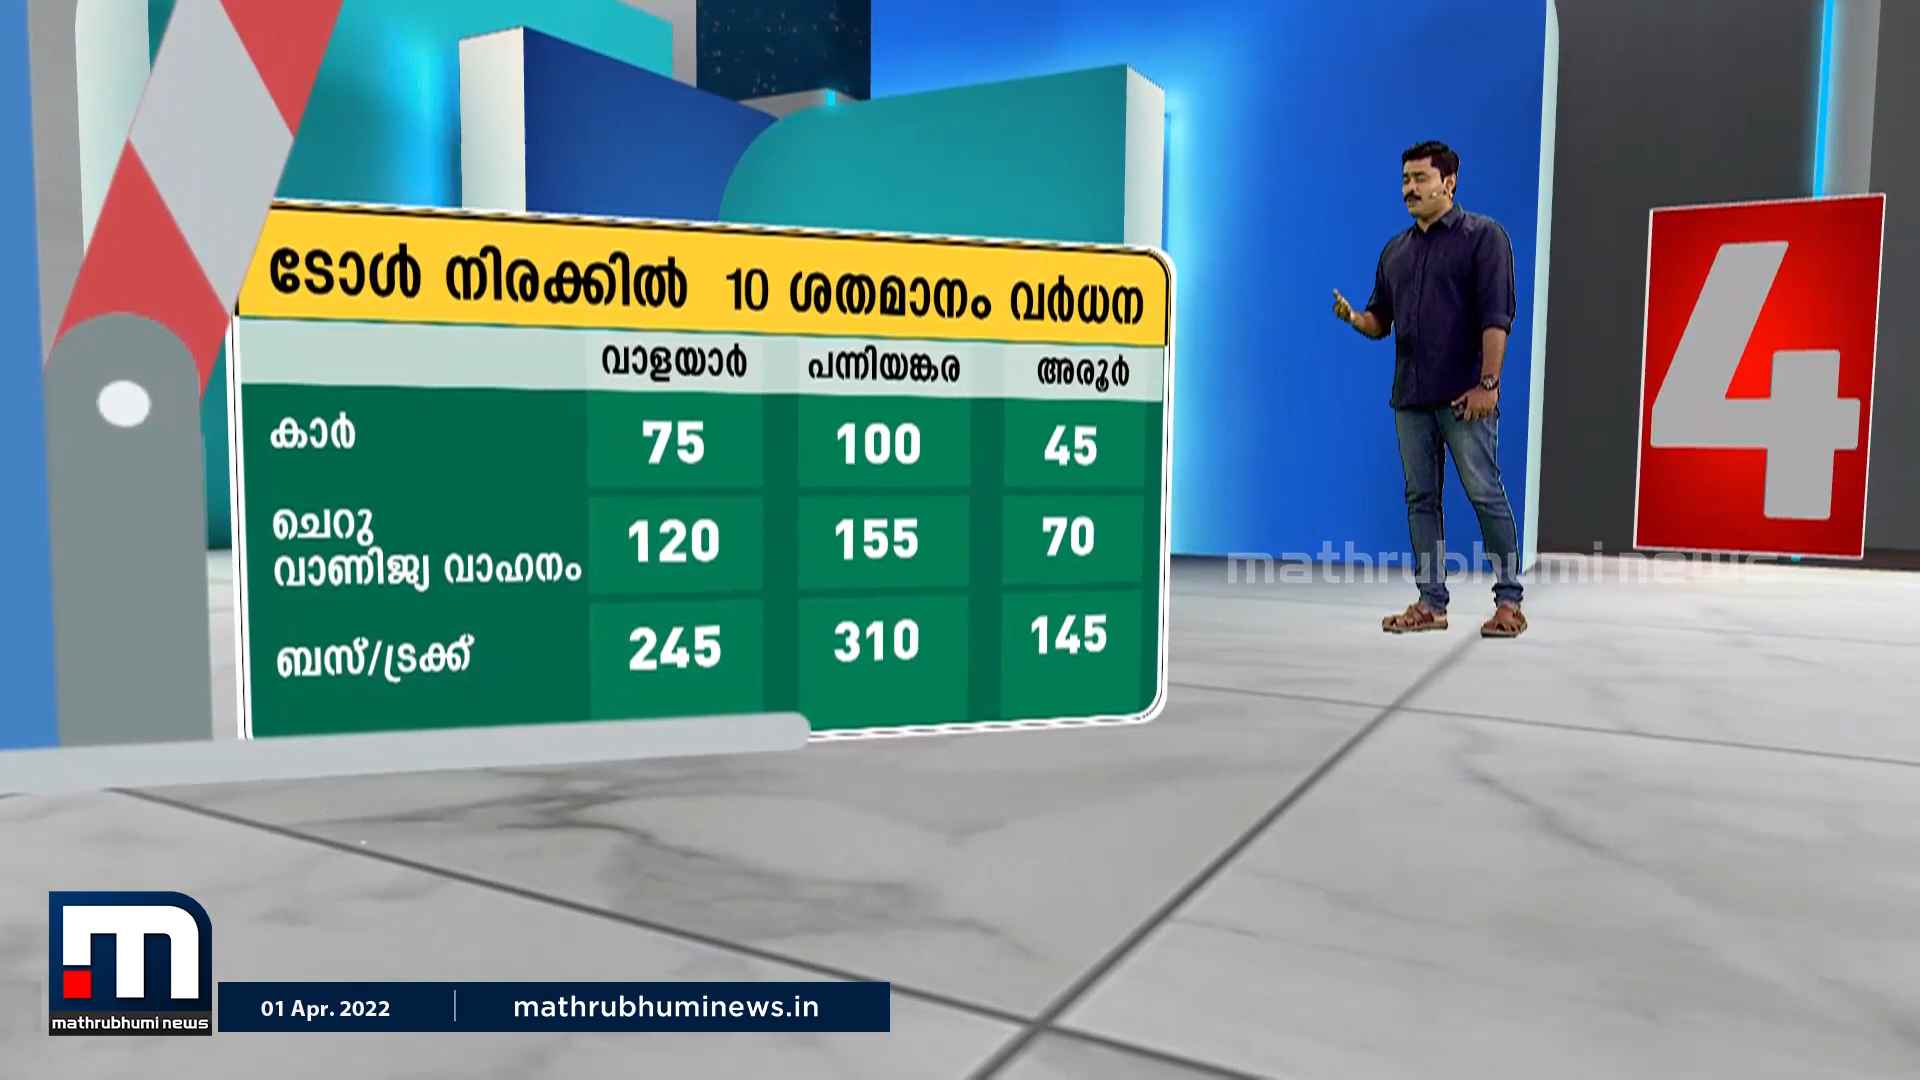 ടോൾ നിരക്കിൽ 10 ശതമാനം വർധന
വാളയാർ പന്നിയങ്കര അരൂർ
കാർ 75 100 45
ചെറു
വാണിജ്യ വാഹനം 120 155 70
ബസ്/ട്രക്ക് 245 310 145
4
mathrubhumi news
mathrubhumi news
01 Apr. 2022
mathrubhuminews.in